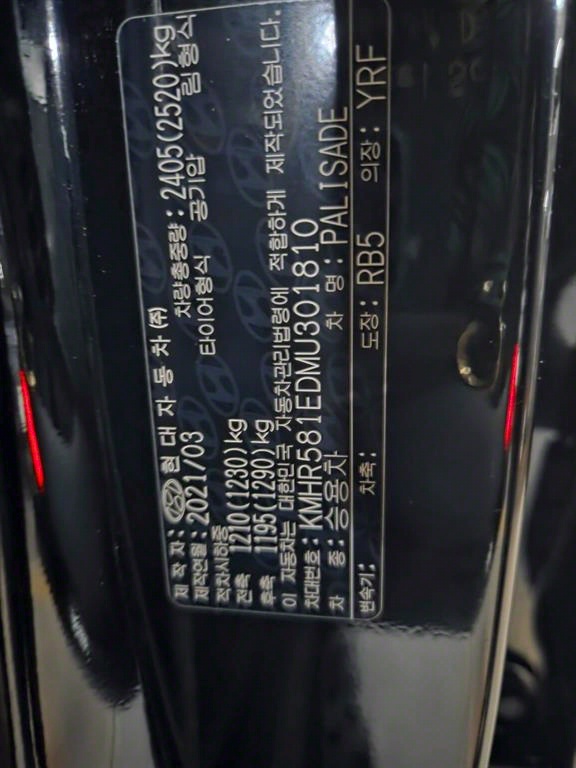 제 작 자: 현 대 자 동 차 ㈜
제작연월: 2021/03 차량총중량: 2405(2520)kg
적차시하중 타이어형식 공기압 림형식
전축 1210(1230)kg
후축 1195(1290)kg
이 자동차는 대한민국 자동차관리법령에 적합하게 제작되었습니다.
차대번호: KMHR581EDMU301810
차 종: 승용차 차 명: PALISADE
변속기: 차축: 도장: RB5 의장: YRF